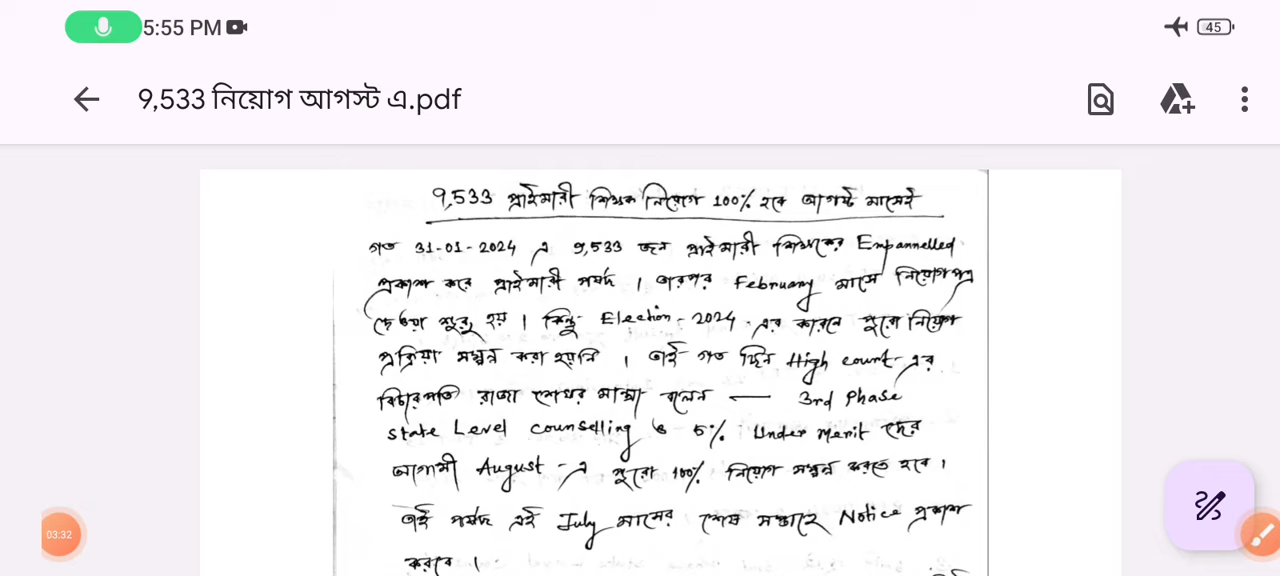 5:55 PM
45
9,533 নিয়োগ আগস্ট এ.pdf
9,533 প্রাইমারী শিক্ষক নিয়োগ 100% হবে আগস্ট মাসেই
গত 31-01-2024 এ 9,533 জন প্রাইমারী শিক্ষকের Empannelled
প্রকাশ করে প্রাইমারী পর্ষদ । তারপর February মাসে নিয়োগপত্র
দেওয়া শুরু হয় । কিন্তু Election-2024 এর কারনে পুরো নিয়োগ
প্রক্রিয়া সম্পন্ন করা হয়নি । তাই গত দিন High court এর
বিচারপতি রাজা শেখর মান্থা বলেন — 3rd Phase
State Level counselling ও 5% Under Merit দের
আগামী August-এ পুরো 100% নিয়োগ সম্পন্ন করতে হবে ।
তাই পর্ষদ এই July মাসের শেষ সপ্তাহে Notice প্রকাশ
করবে ।
03:32